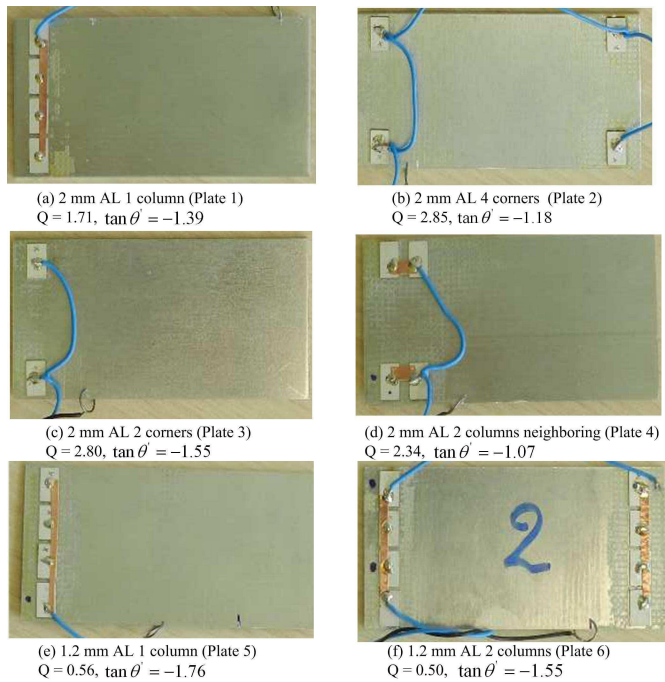 (a) 2 mm AL 1 column (Plate 1)
Q = 1.71, tan θ' = −1.39
(b) 2 mm AL 4 corners (Plate 2)
Q = 2.85, tan θ' = −1.18
(c) 2 mm AL 2 corners (Plate 3)
Q = 2.80, tan θ' = −1.55
(d) 2 mm AL 2 columns neighboring (Plate 4)
Q = 2.34, tan θ' = −1.07
2
(e) 1.2 mm AL 1 column (Plate 5)
Q = 0.56, tan θ' = −1.76
(f) 1.2 mm AL 2 columns (Plate 6)
Q = 0.50, tan θ' = −1.55